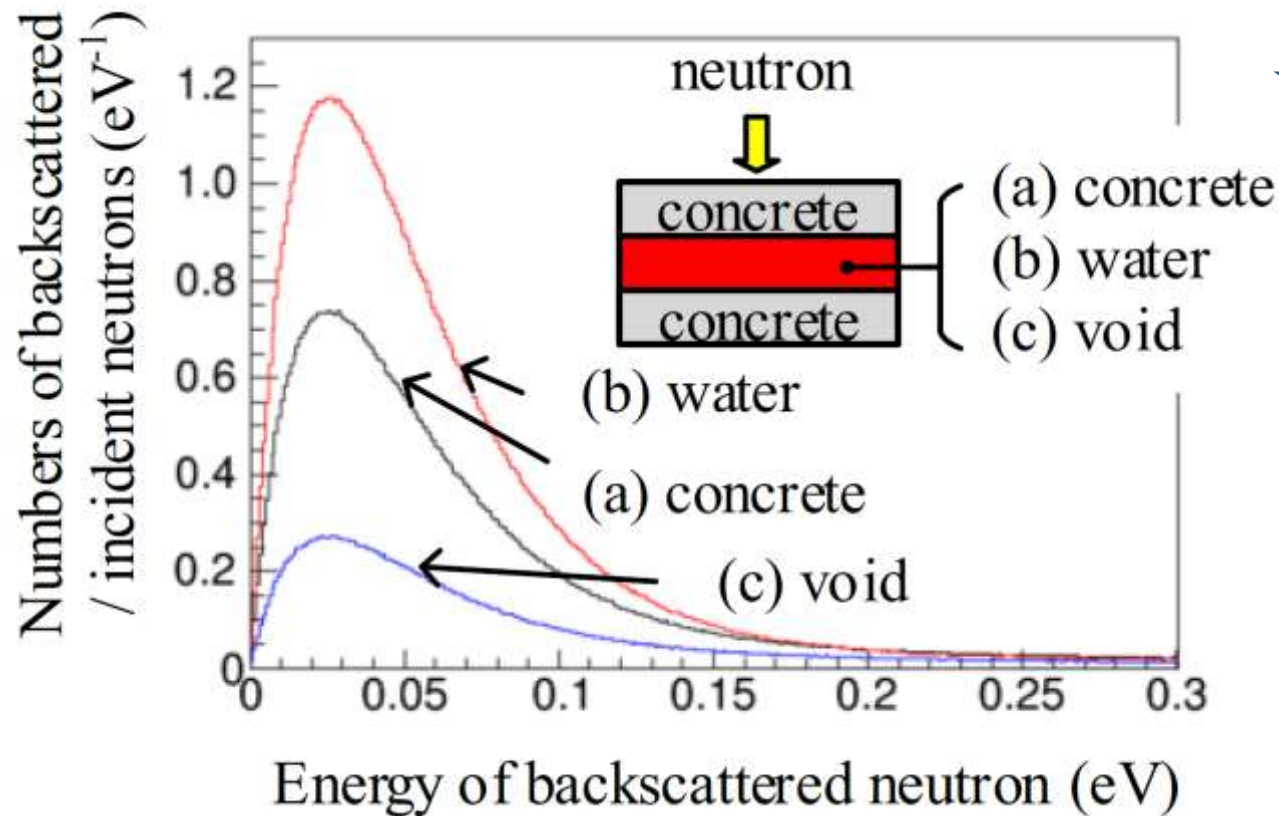 Numbers of backscattered
/ incident neutrons (eV⁻¹)
1.2
1.0
0.8
0.6
0.4
0.2
0
neutron
concrete
concrete
(a) concrete
(b) water
(c) void
(b) water
(a) concrete
(c) void
0 0.05 0.1 0.15 0.2 0.25 0.3
Energy of backscattered neutron (eV)